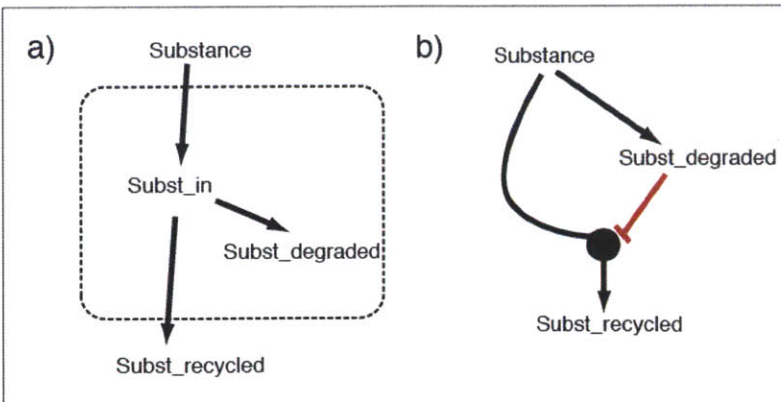 a)
Substance
Subst_in
Subst_degraded
Subst_recycled
b)
Substance
Subst_degraded
Subst_recycled